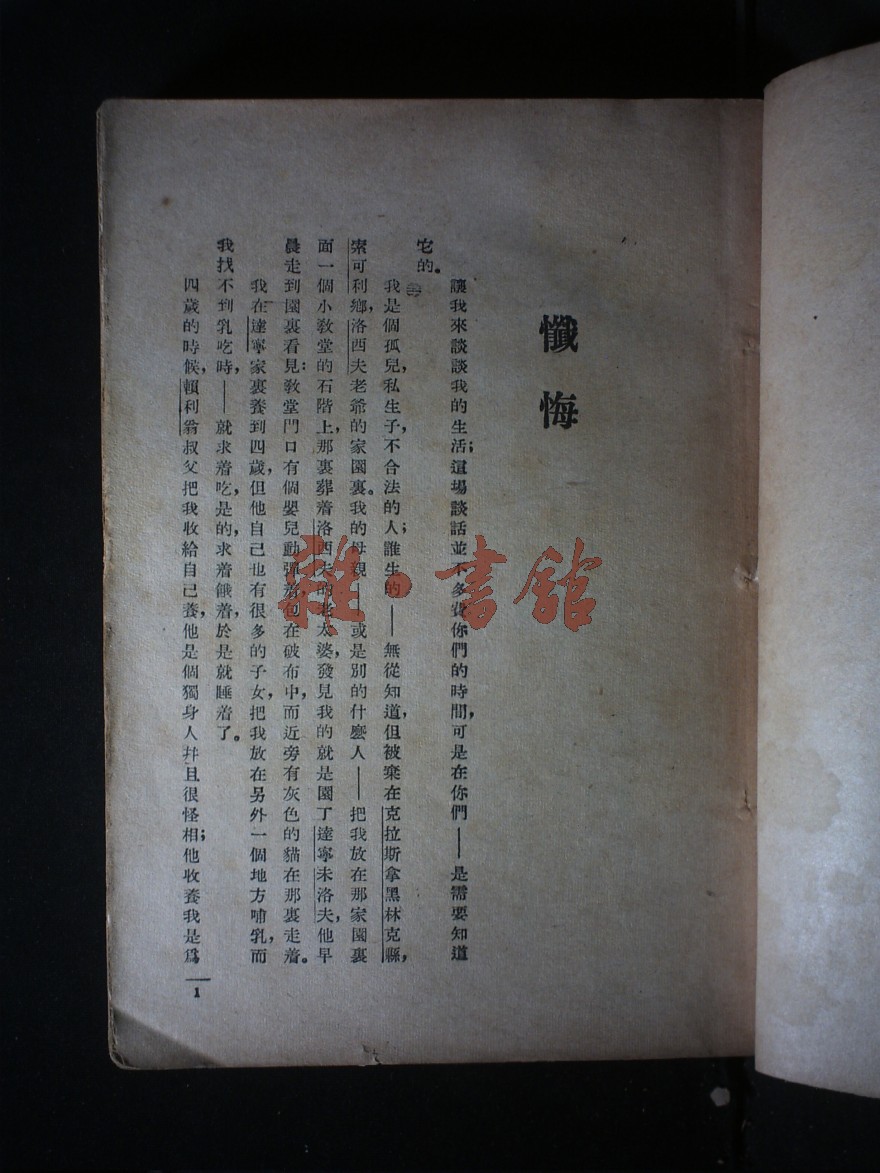 懺悔
讓我來談談我的生活；這場談話並不多費你們的時間，可是在你們——是需要知道
它的。
我是個孤兒，私生子，不合法的人；誰生的——無從知道，但被棄在克拉斯拿黑林克縣，
索可利鄉，洛西夫老爺的家園裏。我的母親——或是別的什麽人——把我放在那家園裏
面一個小教堂的石階上，那裏葬着洛西夫的老太婆，發見我的就是園丁達寧未洛夫，他早
晨走到園裏看見：教堂門口有個嬰兒動彈着，包在破布中，而近旁有灰色的貓在那裏走着。
我在達寧家裏養到四歲，但他自己也有很多的子女，把我放在另外一個地方哺乳，而
我找不到乳吃時，——就求着吃，是的，求着餓着，於是就睡着了。
四歲的時候，賴利翁叔父把我收給自己養，他是個獨身人幷且很怪相；他收養我是爲
1
雜·書舘